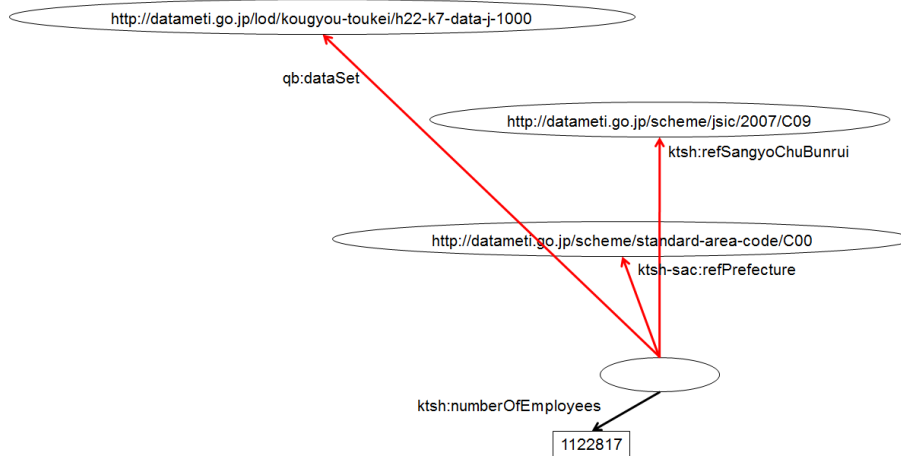 http://datameti.go.jp/lod/kougyou-toukei/h22-k7-data-j-1000
qb:dataSet
http://datameti.go.jp/scheme/jsic/2007/C09
ktsh:refSangyoChuBunrui
http://datameti.go.jp/scheme/standard-area-code/C00
ktsh-sac:refPrefecture
ktsh:numberOfEmployees
1122817